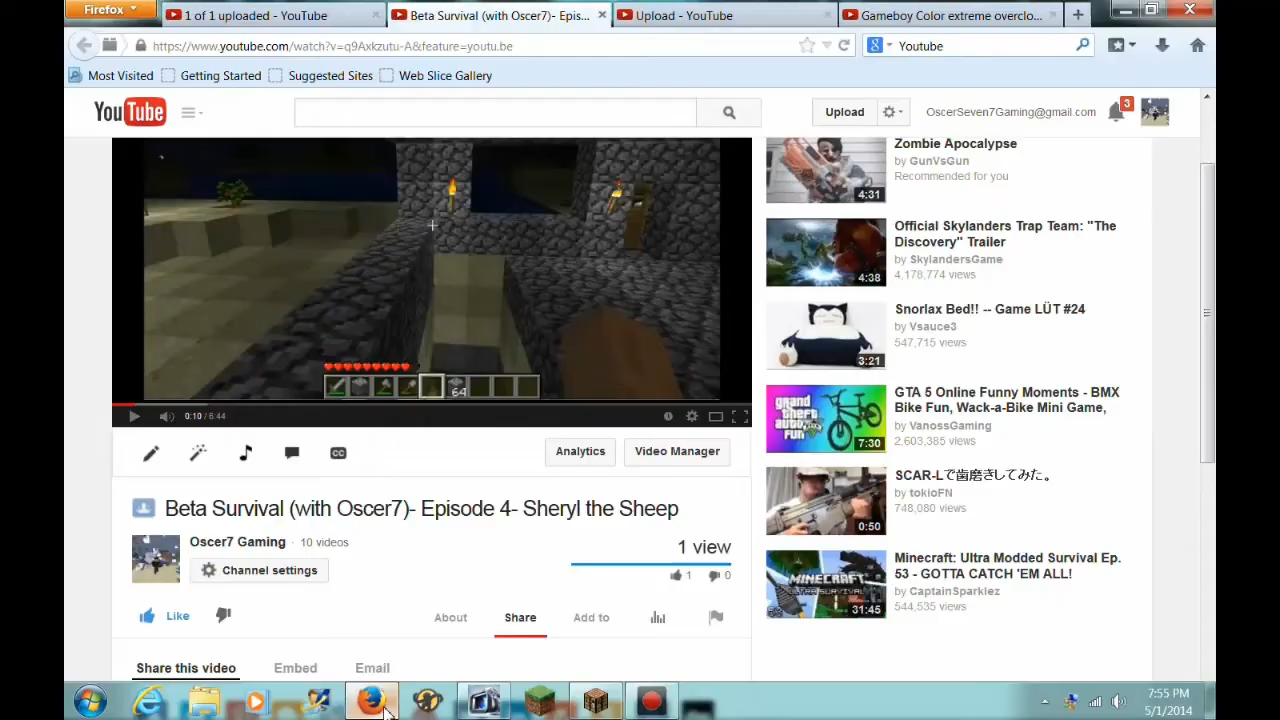 Firefox
1 of 1 uploaded - YouTube
Beta Survival (with Oscer7)- Epis...
Upload - YouTube
Gameboy Color extreme overclo...
https://www.youtube.com/watch?v=q9Axkzutu-A&feature=youtu.be
Youtube
Most Visited
Getting Started
Suggested Sites
Web Slice Gallery
YouTube
Upload
OscerSeven7Gaming@gmail.com
3
64
0:10 / 6:44
Analytics
Video Manager
Beta Survival (with Oscer7)- Episode 4- Sheryl the Sheep
Oscer7 Gaming · 10 videos
Channel settings
1 view
1
0
Like
About
Share
Add to
Share this video
Embed
Email
Zombie Apocalypse
by GunVsGun
Recommended for you
4:31
Official Skylanders Trap Team: "The
Discovery" Trailer
by SkylandersGame
4,178,774 views
4:38
Snorlax Bed!! -- Game LÜT #24
by Vsauce3
547,715 views
3:21
GTA 5 Online Funny Moments - BMX
Bike Fun, Wack-a-Bike Mini Game,
by VanossGaming
2,603,385 views
grand
theft
auto
fun
7:30
SCAR-Lで歯磨きしてみた。
by tokioFN
748,080 views
0:50
Minecraft: Ultra Modded Survival Ep.
53 - GOTTA CATCH 'EM ALL!
by CaptainSparklez
544,535 views
MINECRAFT
ULTRA SURVIVAL
31:45
7:55 PM
5/1/2014